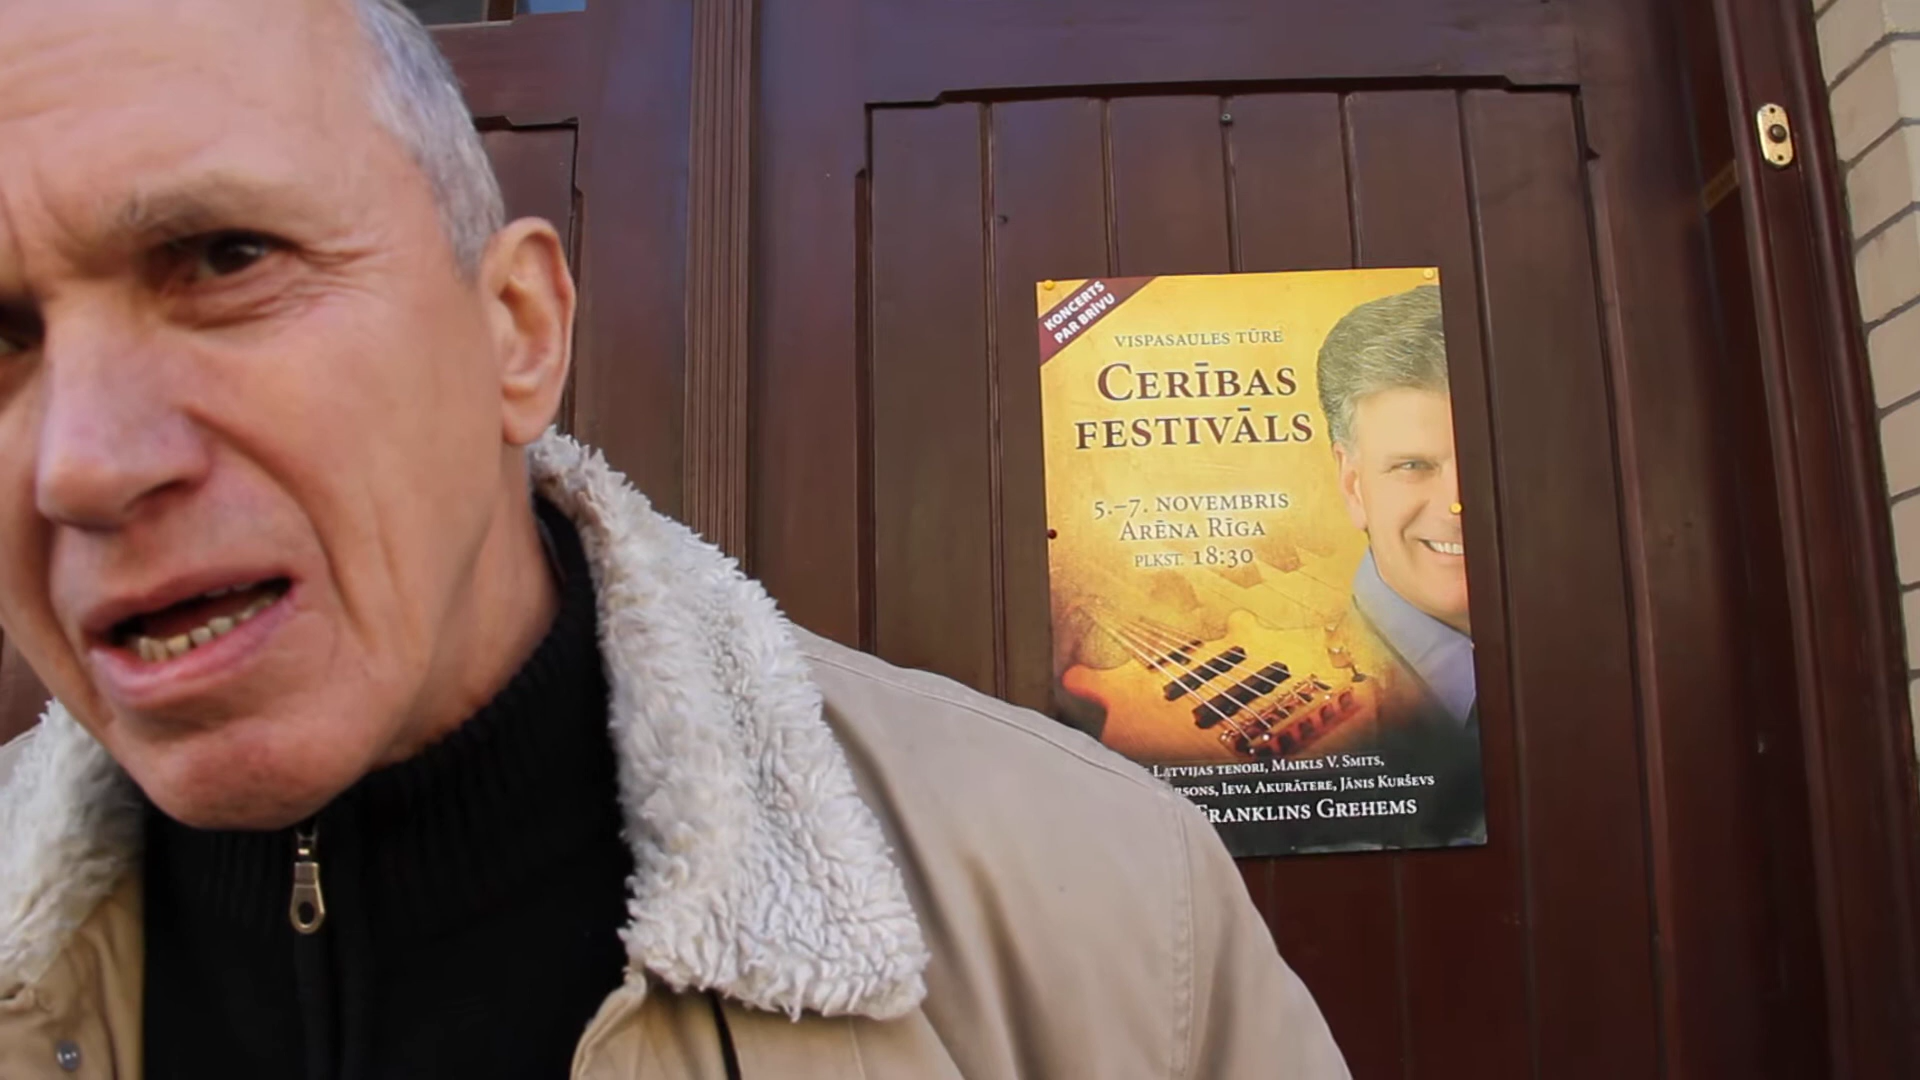 KONCERTS
PAR BRĪVU
VISPASAULES TŪRE
CERĪBAS
FESTIVĀLS
5.–7. NOVEMBRIS
ARĒNA RĪGA
PLKST. 18:30
LATVIJAS TENORI, MAIKLS V. SMITS,
IEVA AKURĀTERE, JĀNIS KURŠEVS
FRANKLINS GREHEMS